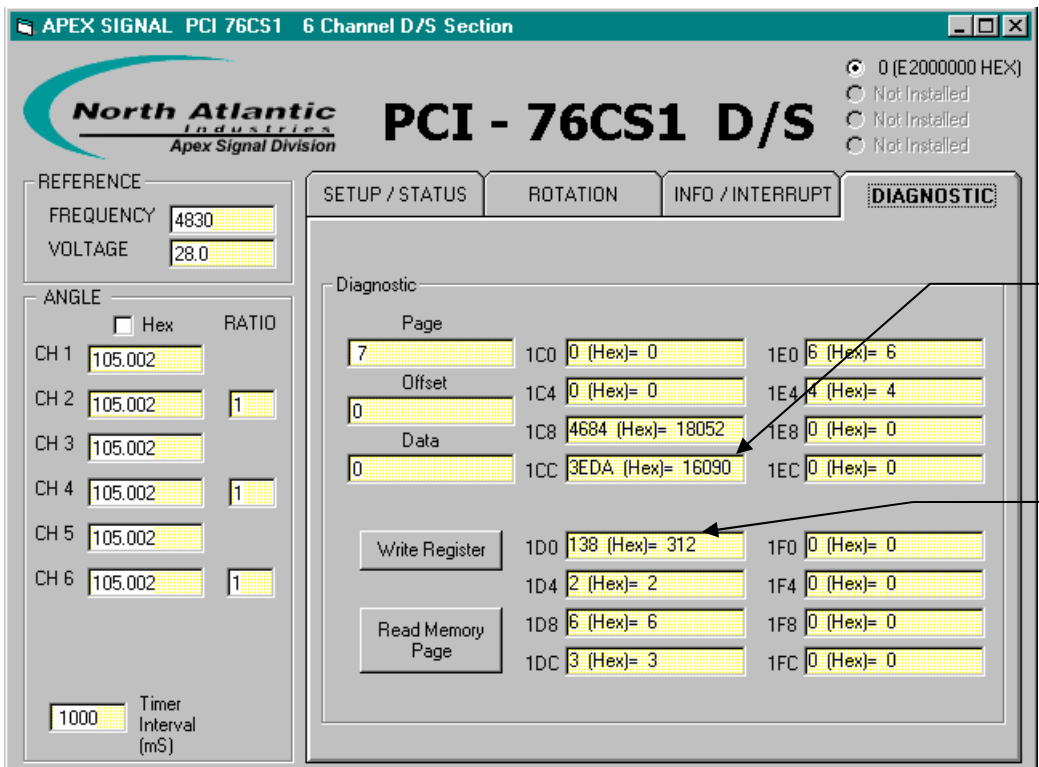 APEX SIGNAL PCI 76CS1 6 Channel D/S Section
North Atlantic
Industries
Apex Signal Division
PCI - 76CS1 D/S
0 (E2000000 HEX)
Not Installed
Not Installed
Not Installed
REFERENCE
FREQUENCY 4830
VOLTAGE 28.0
ANGLE
Hex RATIO
CH 1 105.002
CH 2 105.002 1
CH 3 105.002
CH 4 105.002 1
CH 5 105.002
CH 6 105.002 1
1000 Timer
Interval
(mS)
SETUP / STATUS ROTATION INFO / INTERRUPT DIAGNOSTIC
Diagnostic
Page
7
Offset
0
Data
0
Write Register
Read Memory
Page
1C0 0 (Hex)= 0
1C4 0 (Hex)= 0
1C8 4684 (Hex)= 18052
1CC 3EDA (Hex)= 16090
1D0 138 (Hex)= 312
1D4 2 (Hex)= 2
1D8 6 (Hex)= 6
1DC 3 (Hex)= 3
1E0 6 (Hex)= 6
1E4 4 (Hex)= 4
1E8 0 (Hex)= 0
1EC 0 (Hex)= 0
1F0 0 (Hex)= 0
1F4 0 (Hex)= 0
1F8 0 (Hex)= 0
1FC 0 (Hex)= 0